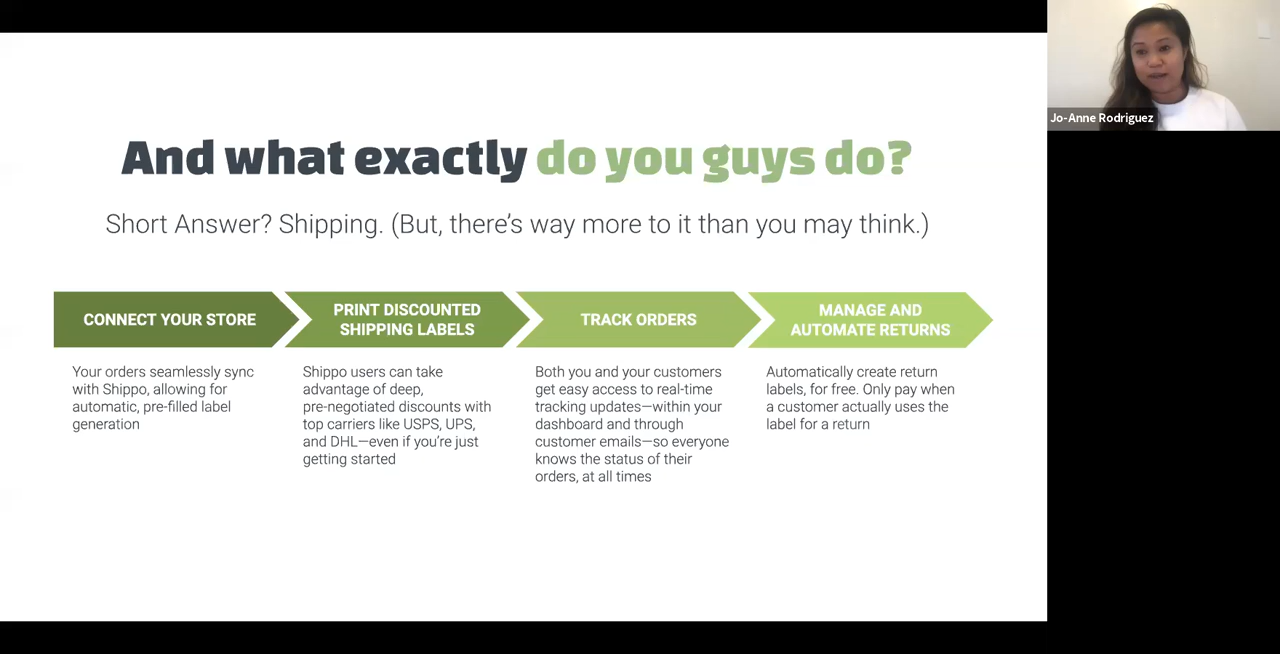 And what exactly do you guys do?
Short Answer? Shipping. (But, there’s way more to it than you may think.)
CONNECT YOUR STORE
Your orders seamlessly sync
with Shippo, allowing for
automatic, pre-filled label
generation
PRINT DISCOUNTED
SHIPPING LABELS
Shippo users can take
advantage of deep,
pre-negotiated discounts with
top carriers like USPS, UPS,
and DHL—even if you’re just
getting started
TRACK ORDERS
Both you and your customers
get easy access to real-time
tracking updates—within your
dashboard and through
customer emails—so everyone
knows the status of their
orders, at all times
MANAGE AND
AUTOMATE RETURNS
Automatically create return
labels, for free. Only pay when
a customer actually uses the
label for a return
Jo-Anne Rodriguez